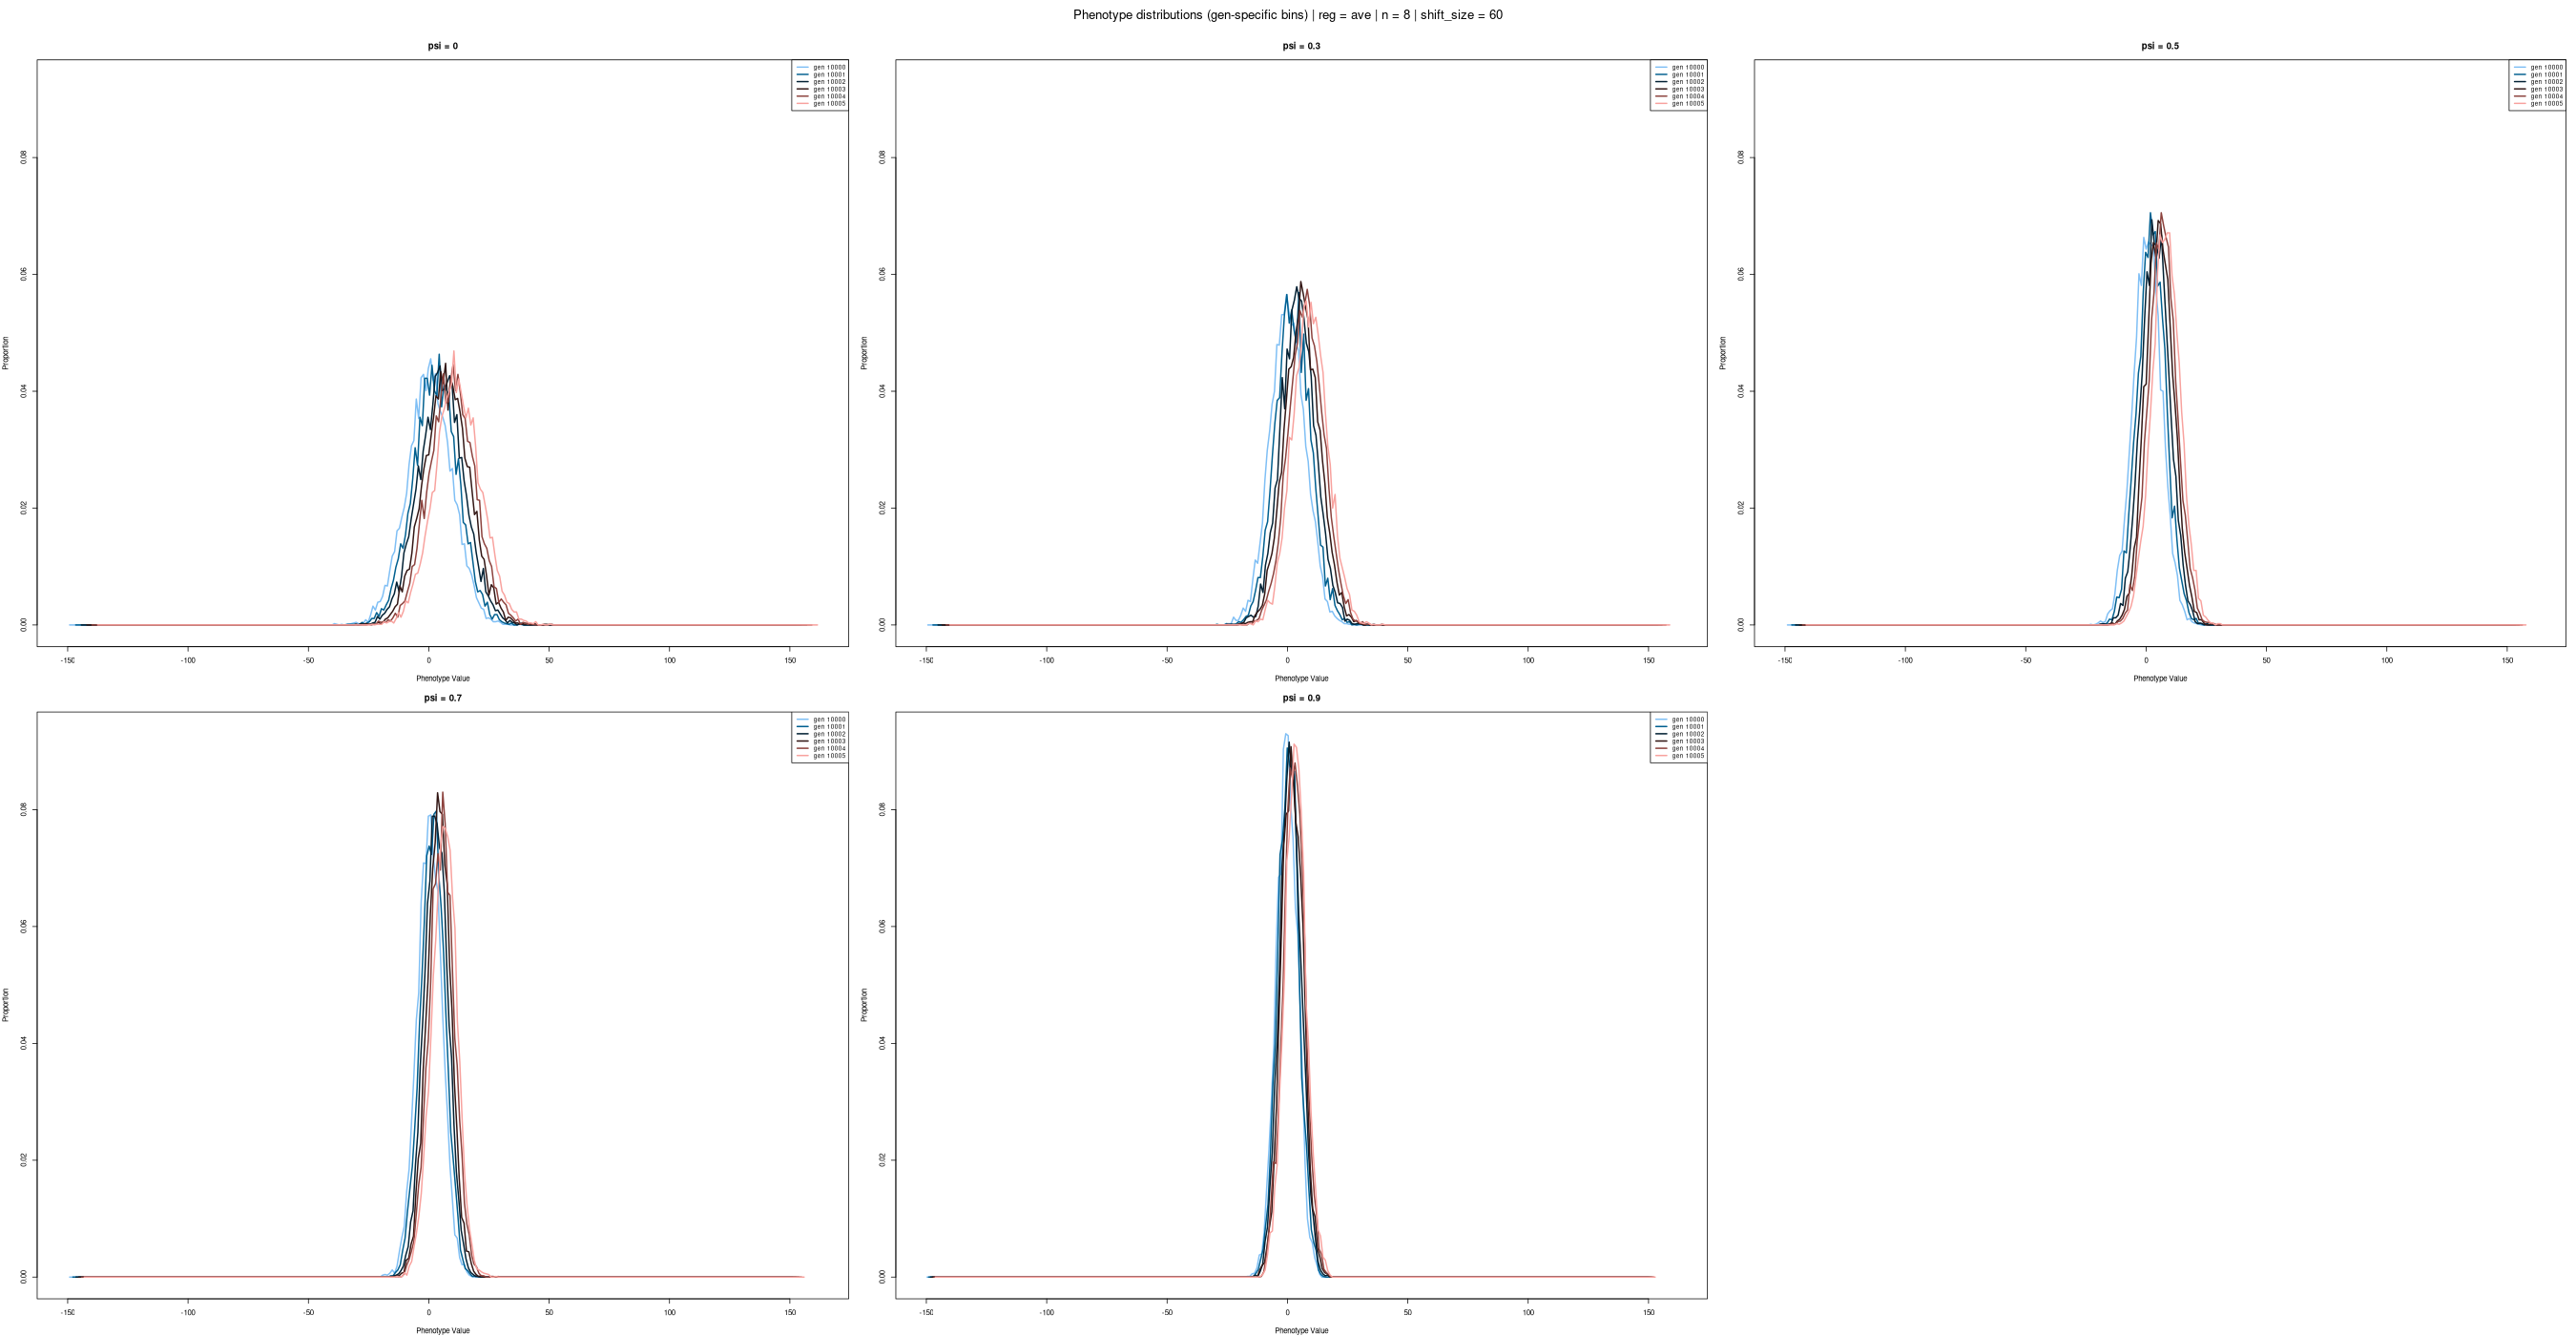 Phenotype distributions (gen-specific bins) | reg = ave | n = 8 | shift_size = 60
psi = 0
gen 10000
gen 10001
gen 10002
gen 10003
gen 10004
gen 10005
Proportion
0.00
0.02
0.04
0.06
0.08
-150
-100
-50
0
50
100
150
Phenotype Value
psi = 0.3
gen 10000
gen 10001
gen 10002
gen 10003
gen 10004
gen 10005
Proportion
0.00
0.02
0.04
0.06
0.08
-150
-100
-50
0
50
100
150
Phenotype Value
psi = 0.5
gen 10000
gen 10001
gen 10002
gen 10003
gen 10004
gen 10005
Proportion
0.00
0.02
0.04
0.06
0.08
-150
-100
-50
0
50
100
150
Phenotype Value
psi = 0.7
gen 10000
gen 10001
gen 10002
gen 10003
gen 10004
gen 10005
Proportion
0.00
0.02
0.04
0.06
0.08
-150
-100
-50
0
50
100
150
Phenotype Value
psi = 0.9
gen 10000
gen 10001
gen 10002
gen 10003
gen 10004
gen 10005
Proportion
0.00
0.02
0.04
0.06
0.08
-150
-100
-50
0
50
100
150
Phenotype Value